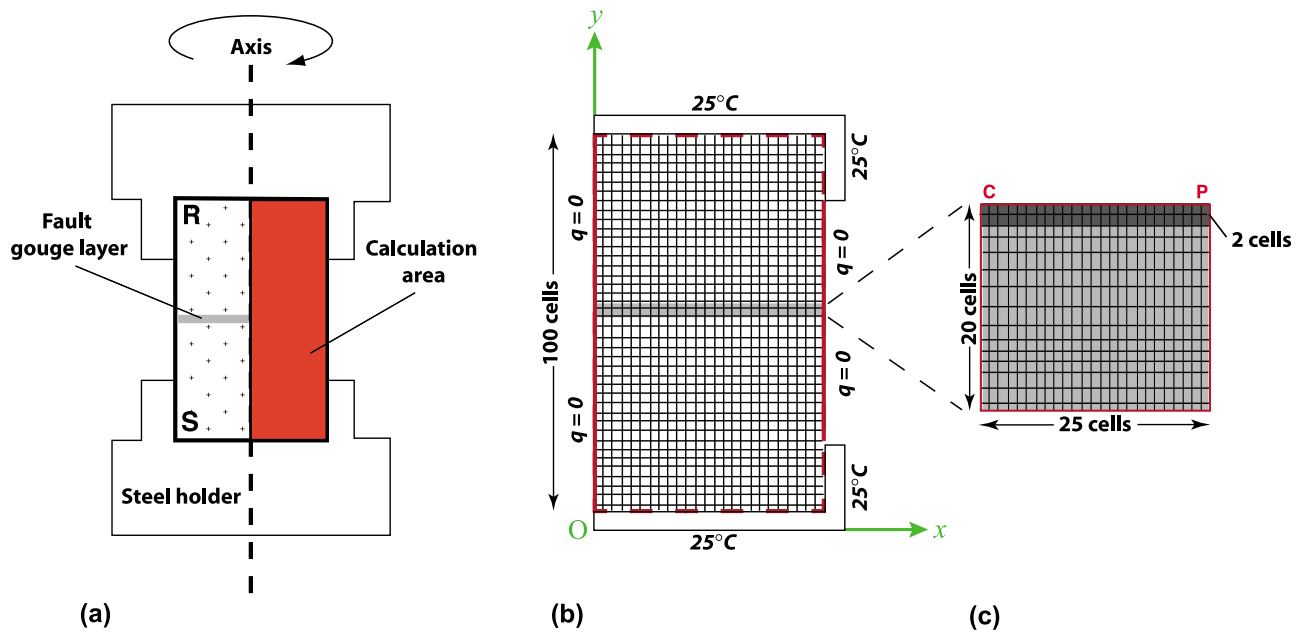 Axis
R
Fault
gouge layer
Calculation
area
S
Steel holder
(a)
y
25°C
25°C
q = 0
q = 0
100 cells
q = 0
q = 0
25°C
O
25°C
x
(b)
C
P
2 cells
20 cells
25 cells
(c)